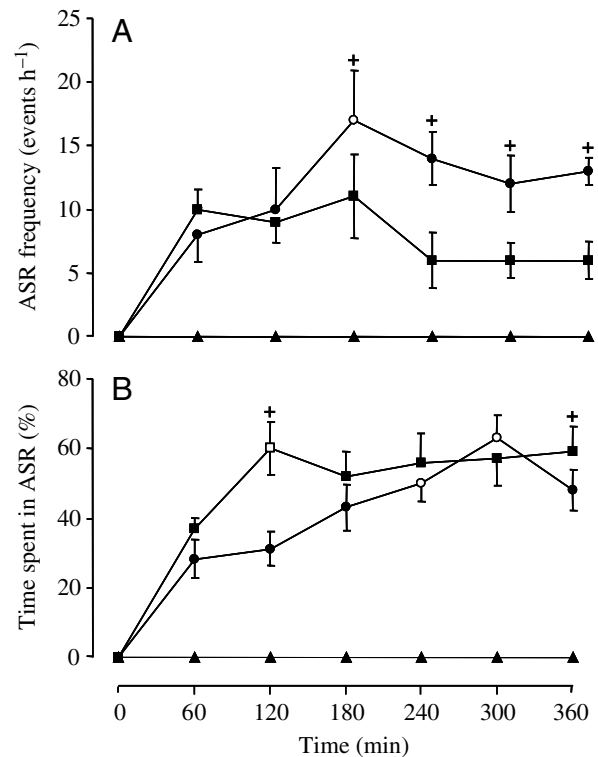 A
25
20
15
10
5
0
ASR frequency (events h⁻¹)
+ + + +
B
80
60
40
20
0
Time spent in ASR (%)
+ +
0 60 120 180 240 300 360
Time (min)